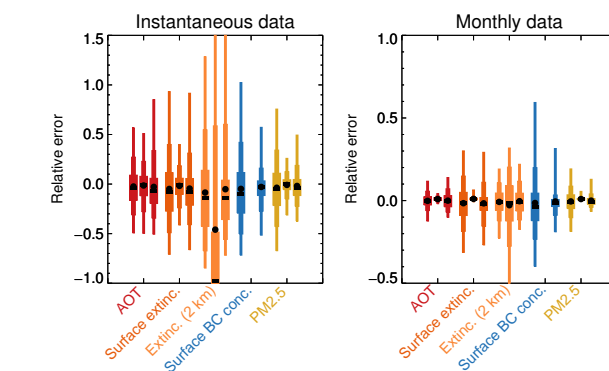 Instantaneous data
Relative error
1.5
1.0
0.5
0.0
−0.5
−1.0
AOT
Surface extinc.
Extinc. (2 km)
Surface BC conc.
PM2.5
Monthly data
Relative error
1.0
0.5
0.0
−0.5
AOT
Surface extinc.
Extinc. (2 km)
Surface BC conc.
PM2.5